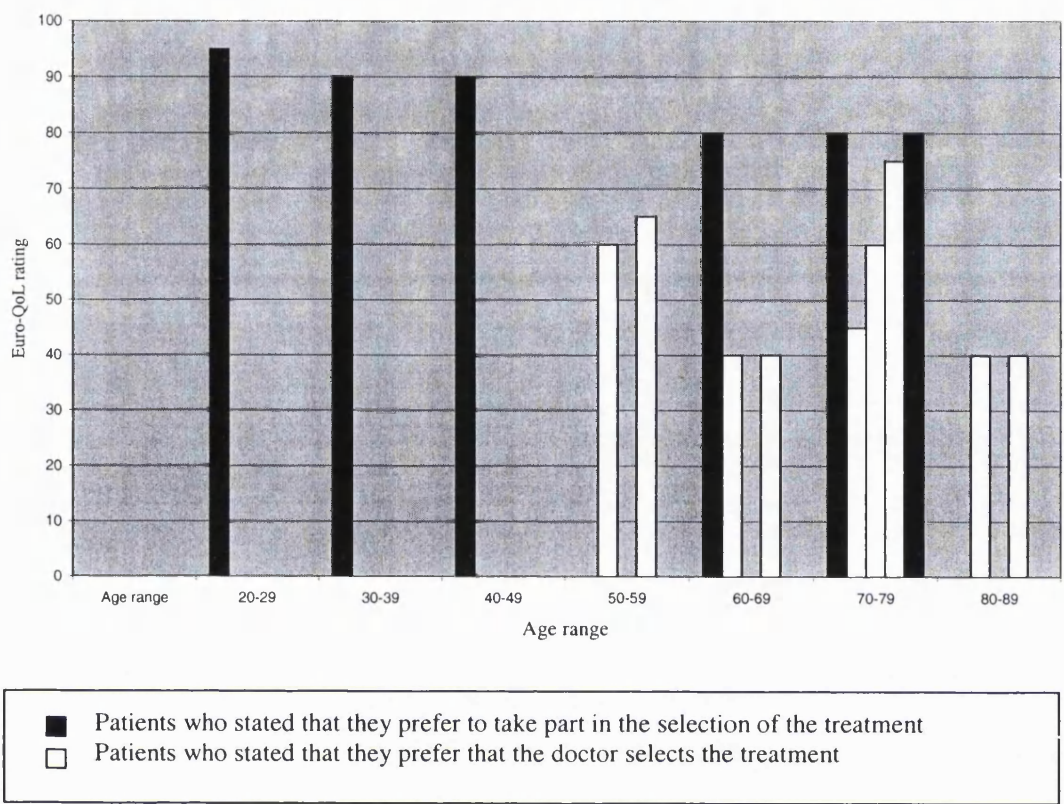 100
90
80
70
60
50
40
30
20
10
0
Euro-QoL rating
Age range 20-29 30-39 40-49 50-59 60-69 70-79 80-89
Age range
Patients who stated that they prefer to take part in the selection of the treatment
Patients who stated that they prefer that the doctor selects the treatment